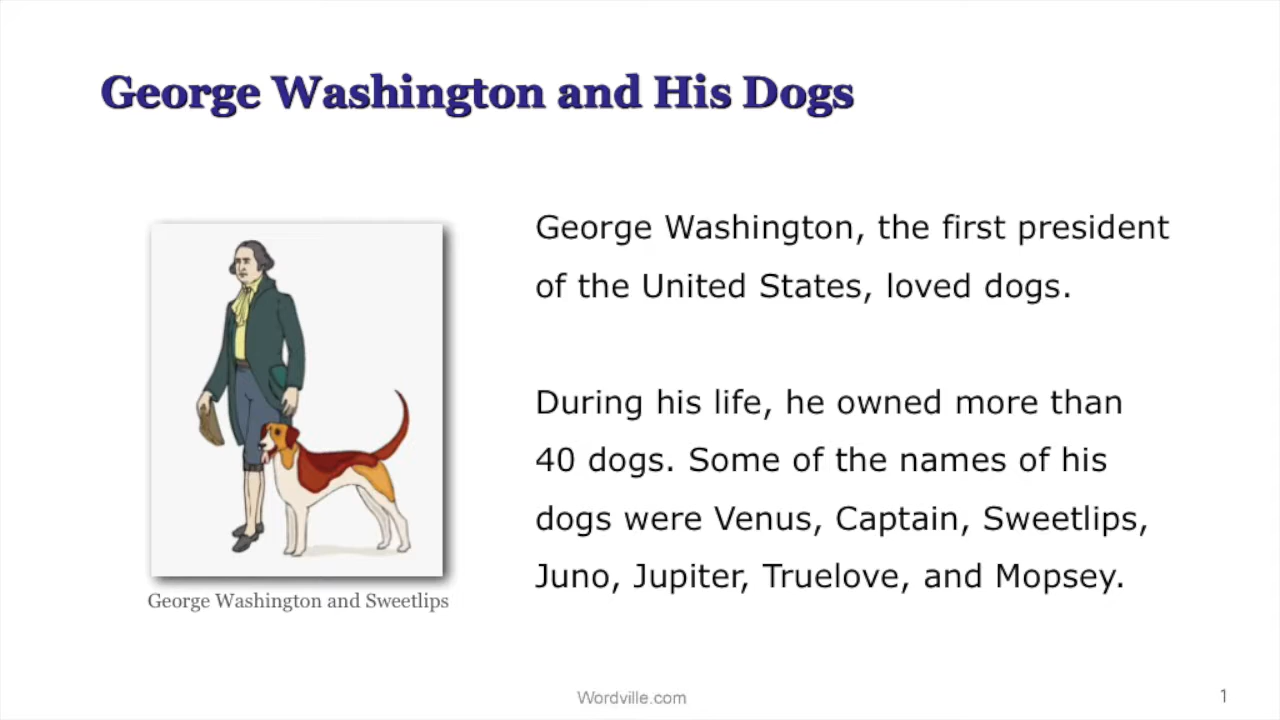 George Washington and His Dogs
George Washington, the first president
of the United States, loved dogs.
During his life, he owned more than
40 dogs. Some of the names of his
dogs were Venus, Captain, Sweetlips,
Juno, Jupiter, Truelove, and Mopsey.
George Washington and Sweetlips
Wordville.com
1